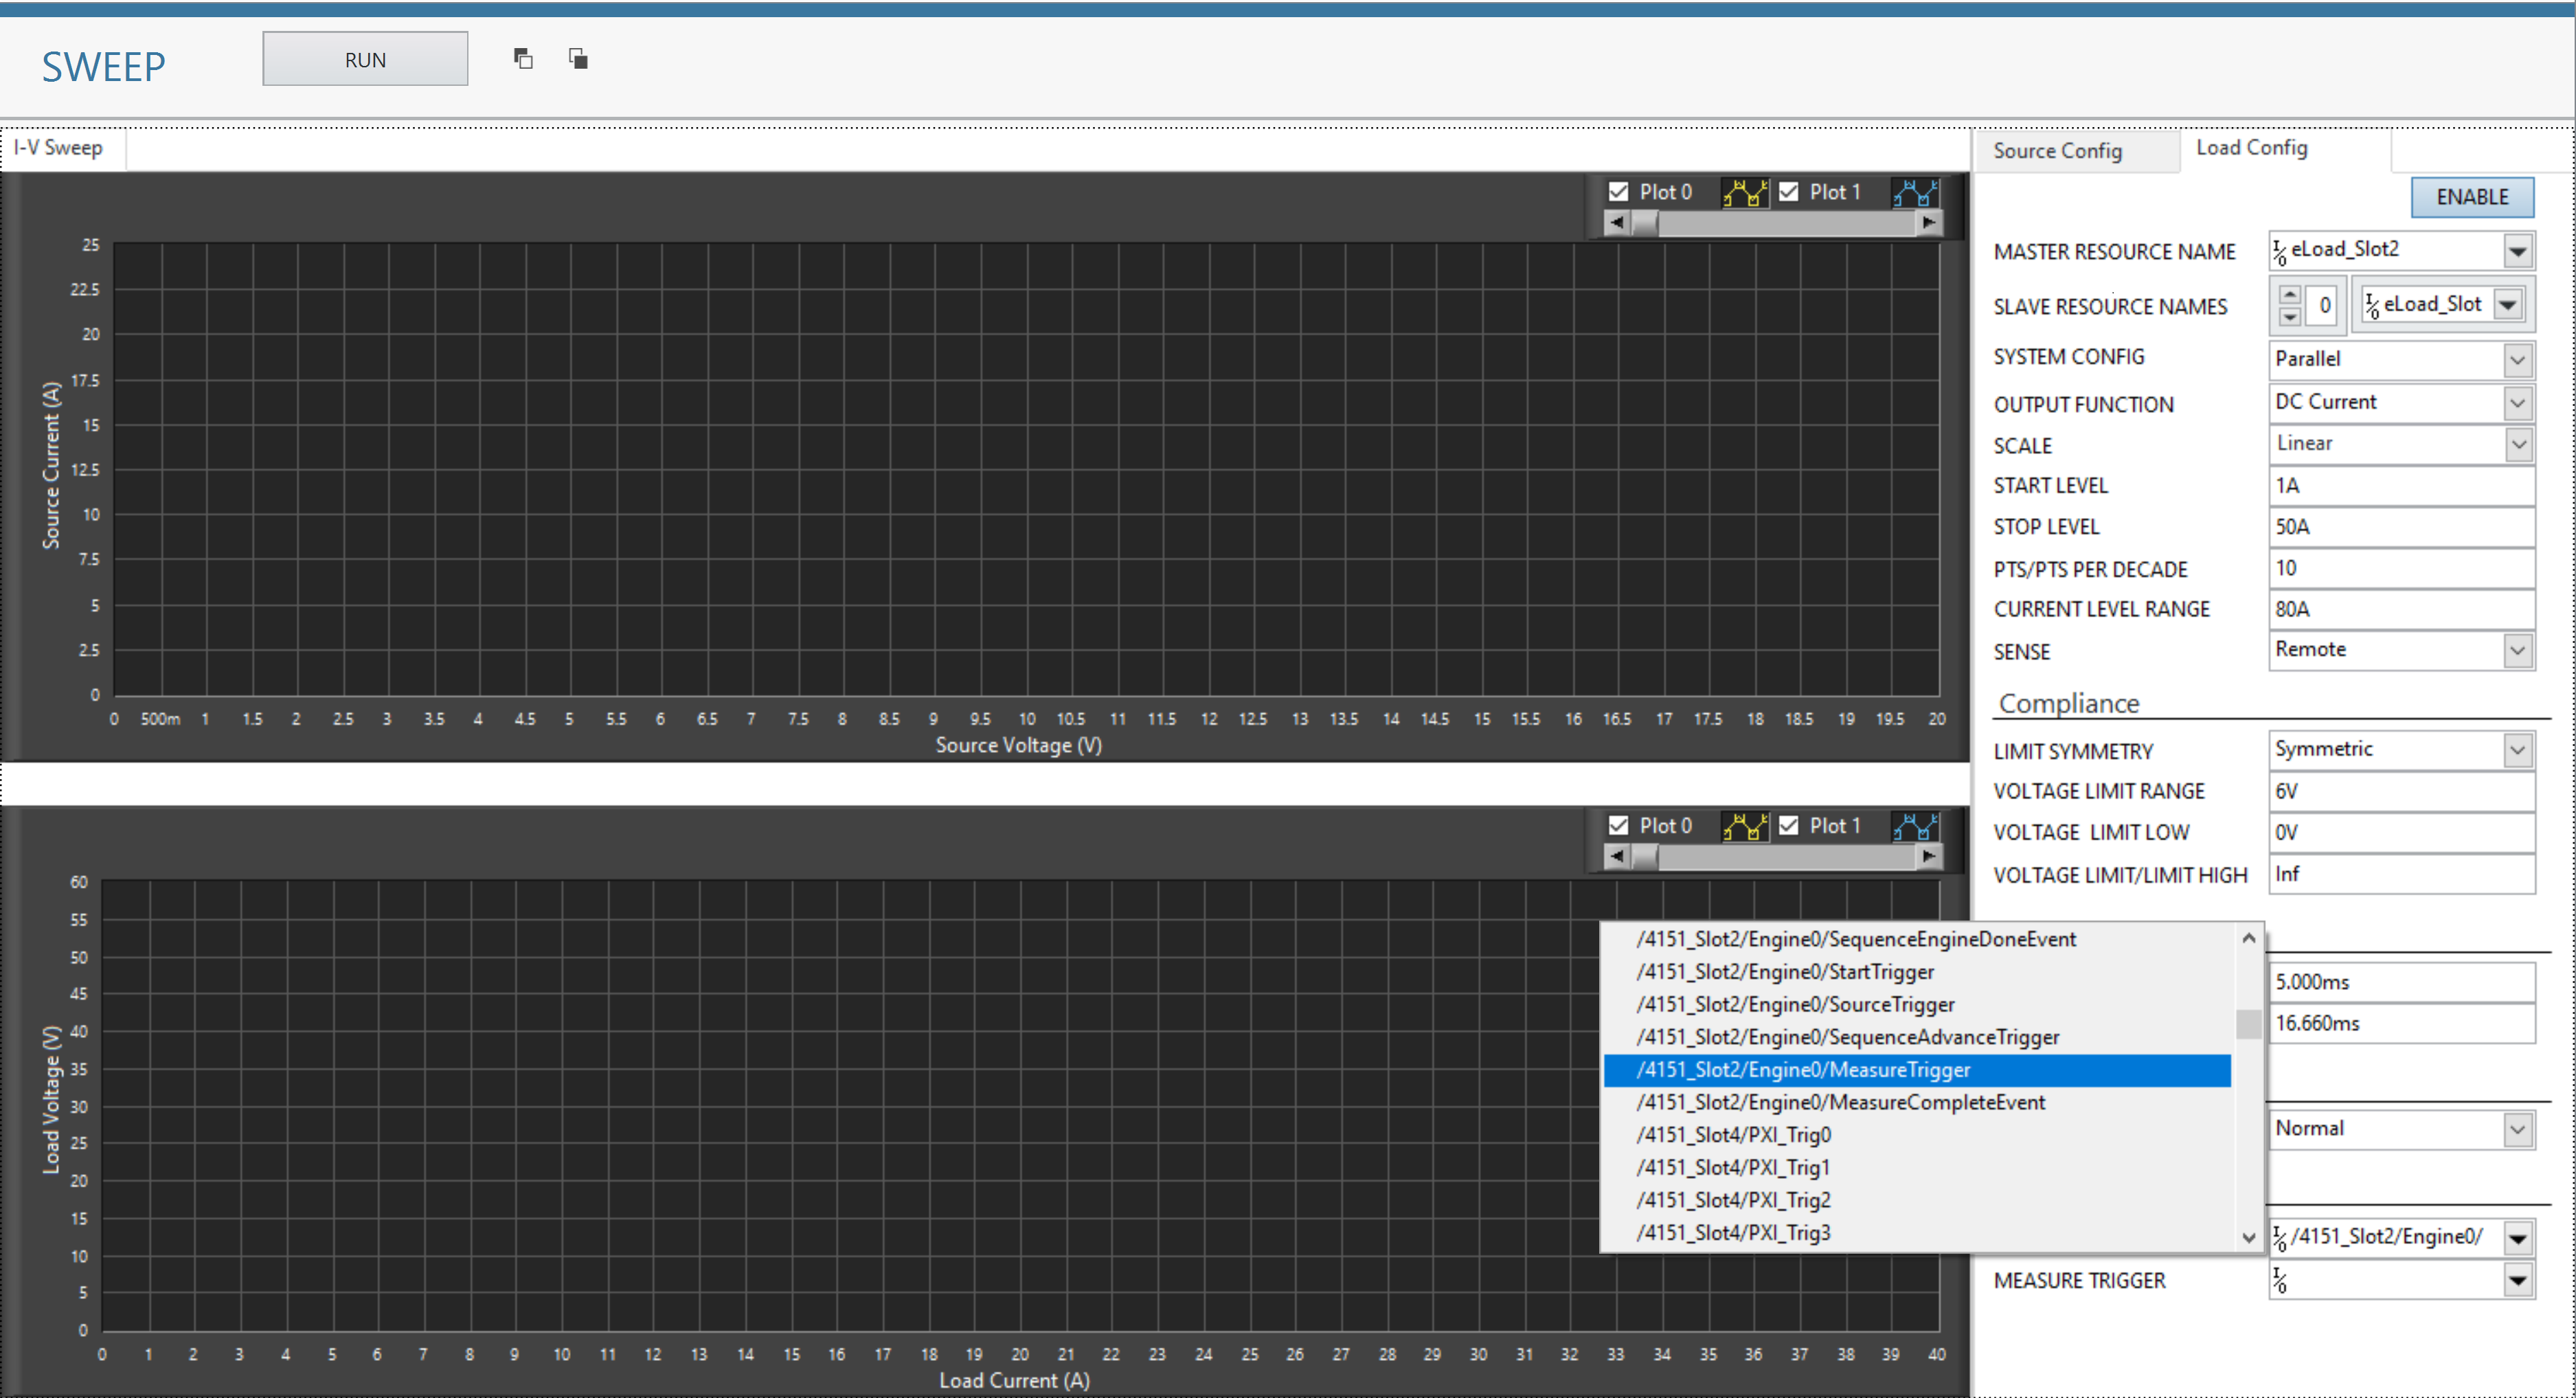 SWEEP
RUN
I-V Sweep
Plot 0
Plot 1
25
22.5
20
17.5
15
12.5
10
7.5
5
2.5
0
Source Current (A)
0 500m 1 1.5 2 2.5 3 3.5 4 4.5 5 5.5 6 6.5 7 7.5 8 8.5 9 9.5 10 10.5 11 11.5 12 12.5 13 13.5 14 14.5 15 15.5 16 16.5 17 17.5 18 18.5 19 19.5 20
Source Voltage (V)
Plot 0
Plot 1
60
55
50
45
40
35
30
25
20
15
10
5
0
Load Voltage (V)
0 1 2 3 4 5 6 7 8 9 10 11 12 13 14 15 16 17 18 19 20 21 22 23 24 25 26 27 28 29 30 31 32 33 34 35 36 37 38 39 40
Load Current (A)
Source Config
Load Config
ENABLE
MASTER RESOURCE NAME eLoad_Slot2
SLAVE RESOURCE NAMES 0 eLoad_Slot
SYSTEM CONFIG Parallel
OUTPUT FUNCTION DC Current
SCALE Linear
START LEVEL 1A
STOP LEVEL 50A
PTS/PTS PER DECADE 10
CURRENT LEVEL RANGE 80A
SENSE Remote
Compliance
LIMIT SYMMETRY Symmetric
VOLTAGE LIMIT RANGE 6V
VOLTAGE LIMIT LOW 0V
VOLTAGE LIMIT/LIMIT HIGH Inf
/4151_Slot2/Engine0/SequenceEngineDoneEvent
/4151_Slot2/Engine0/StartTrigger
/4151_Slot2/Engine0/SourceTrigger
/4151_Slot2/Engine0/SequenceAdvanceTrigger
/4151_Slot2/Engine0/MeasureTrigger
/4151_Slot2/Engine0/MeasureCompleteEvent
/4151_Slot4/PXI_Trig0
/4151_Slot4/PXI_Trig1
/4151_Slot4/PXI_Trig2
/4151_Slot4/PXI_Trig3
5.000ms
16.660ms
Normal
/4151_Slot2/Engine0/
MEASURE TRIGGER